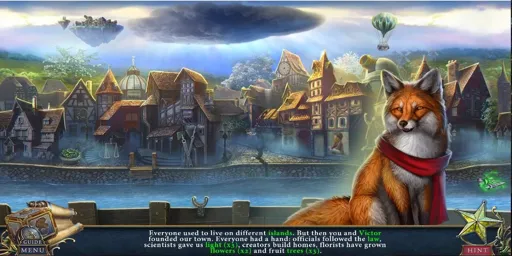 Everyone used to live on different islands. But then you and Victor
founded our town. Everyone had a hand: officials followed the law,
scientists gave us light (x3), creators build homes, florists have grown
flowers (x2) and fruit trees (x3).
GUIDE
MENU
HINT